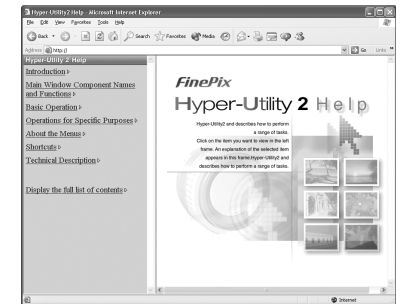 Hyper-Utility2 Help - Microsoft Internet Explorer
File Edit View Favorites Tools Help
Back Search Favorites Media
Address http:// Go Links
Hyper-Utility 2 Help
Introduction
Main Window Component Names
and Functions
Basic Operation
Operations for Specific Purposes
About the Menus
Shortcuts
Technical Description
Display the full list of contents
FinePix
Hyper-Utility 2 Help
Hyper-Utility2 and describes how to perform
a range of tasks.
Click on the item you want to view in the left
frame. An explanation of the selected item
appears in this frame.Hyper-Utility2 and
describes how to perform a range of tasks.
Internet